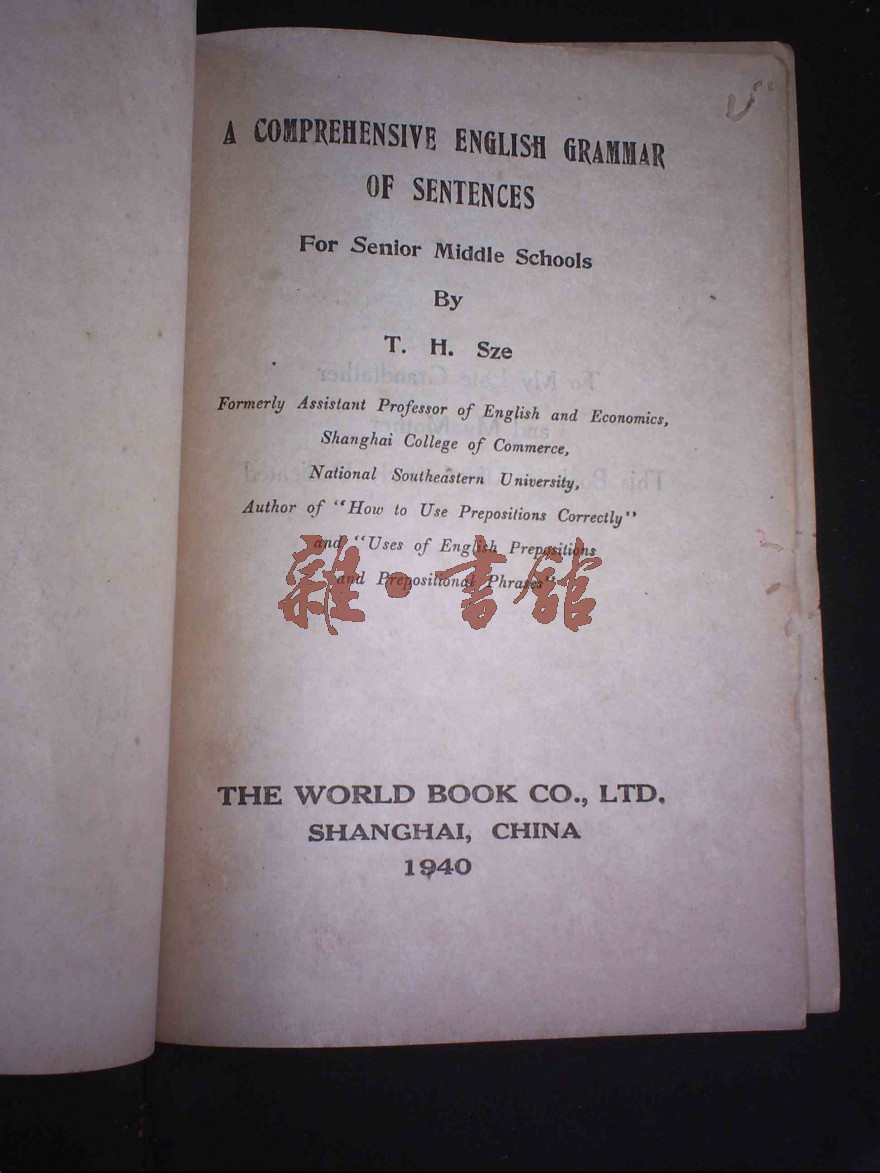 A COMPREHENSIVE ENGLISH GRAMMAR
OF SENTENCES
For Senior Middle Schools
By
T. H. Sze
Formerly Assistant Professor of English and Economics,
Shanghai College of Commerce,
National Southeastern University,
Author of "How to Use Prepositions Correctly"
and "Uses of English Prepositions
and Prepositional Phrases"
雜·書館
THE WORLD BOOK CO., LTD.
SHANGHAI, CHINA
1940